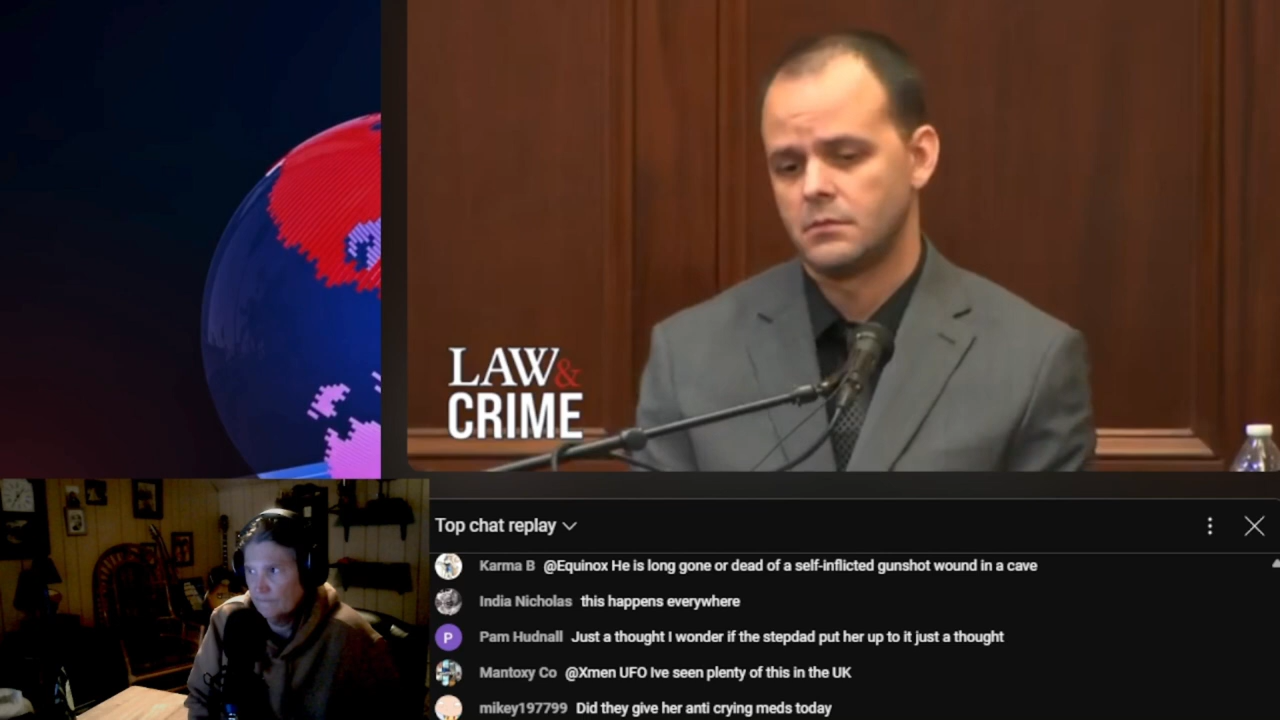 LAW&
CRIME
Top chat replay
Karma B @Equinox He is long gone or dead of a self-inflicted gunshot wound in a cave
India Nicholas this happens everywhere
P Pam Hudnall Just a thought I wonder if the stepdad put her up to it just a thought
Mantoxy Co @Xmen UFO Ive seen plenty of this in the UK
mikey197799 Did they give her anti crying meds today